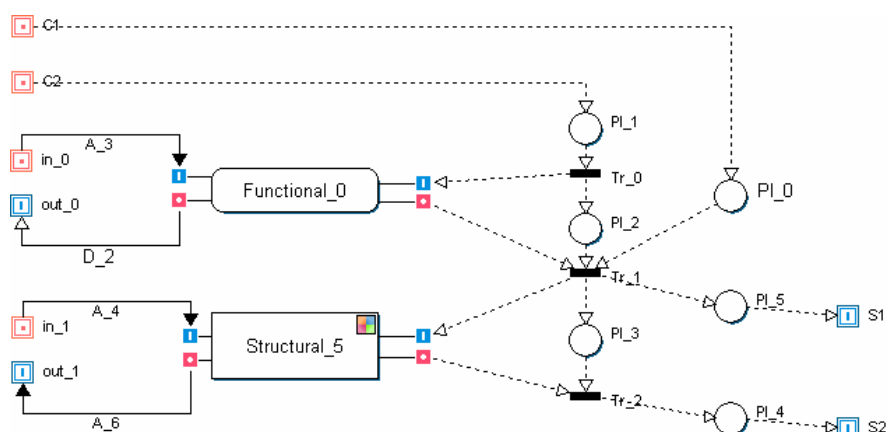 C1
C2
Pl_1
A_3
in_0
Functional_0
Tr_0
Pl_0
out_0
Pl_2
D_2
Tr_1
A_4
Pl_5
in_1
S1
Structural_5
Pl_3
out_1
Tr_2
Pl_4
A_6
S2